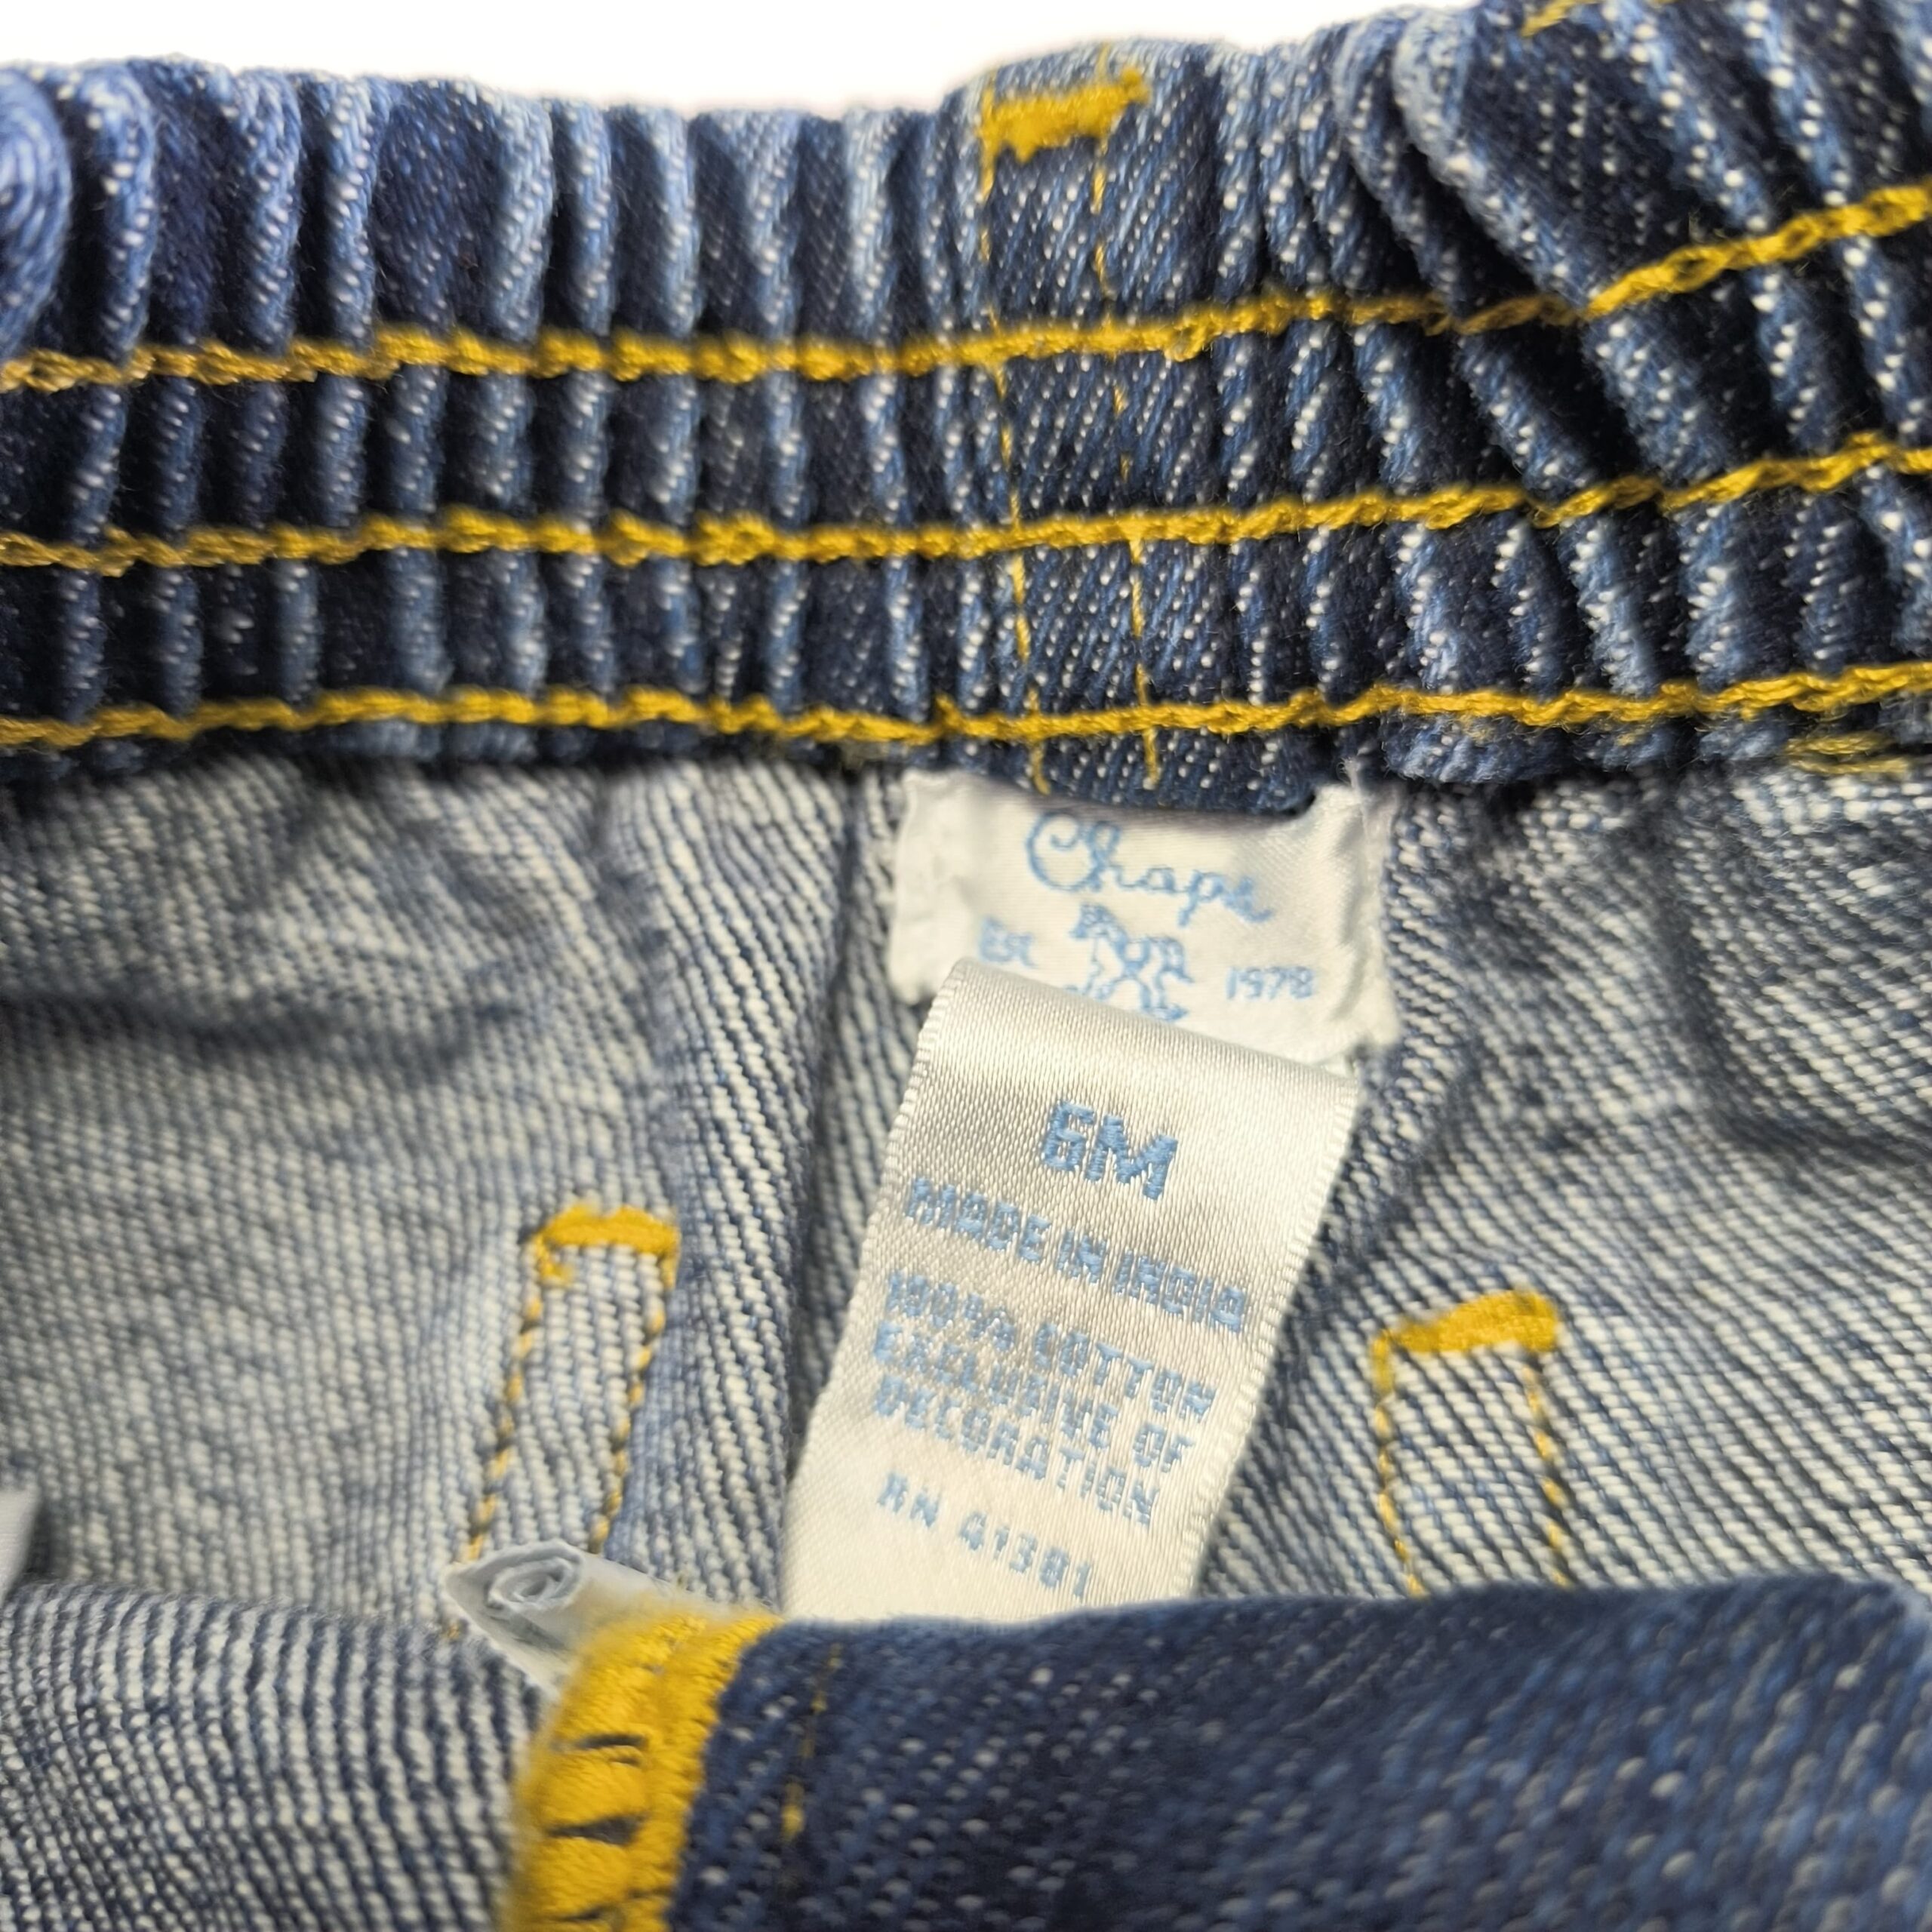 Chaps
Est 1978
6M
MADE IN INDIA
100% COTTON
EXCLUSIVE OF
DECORATION
RN 41381